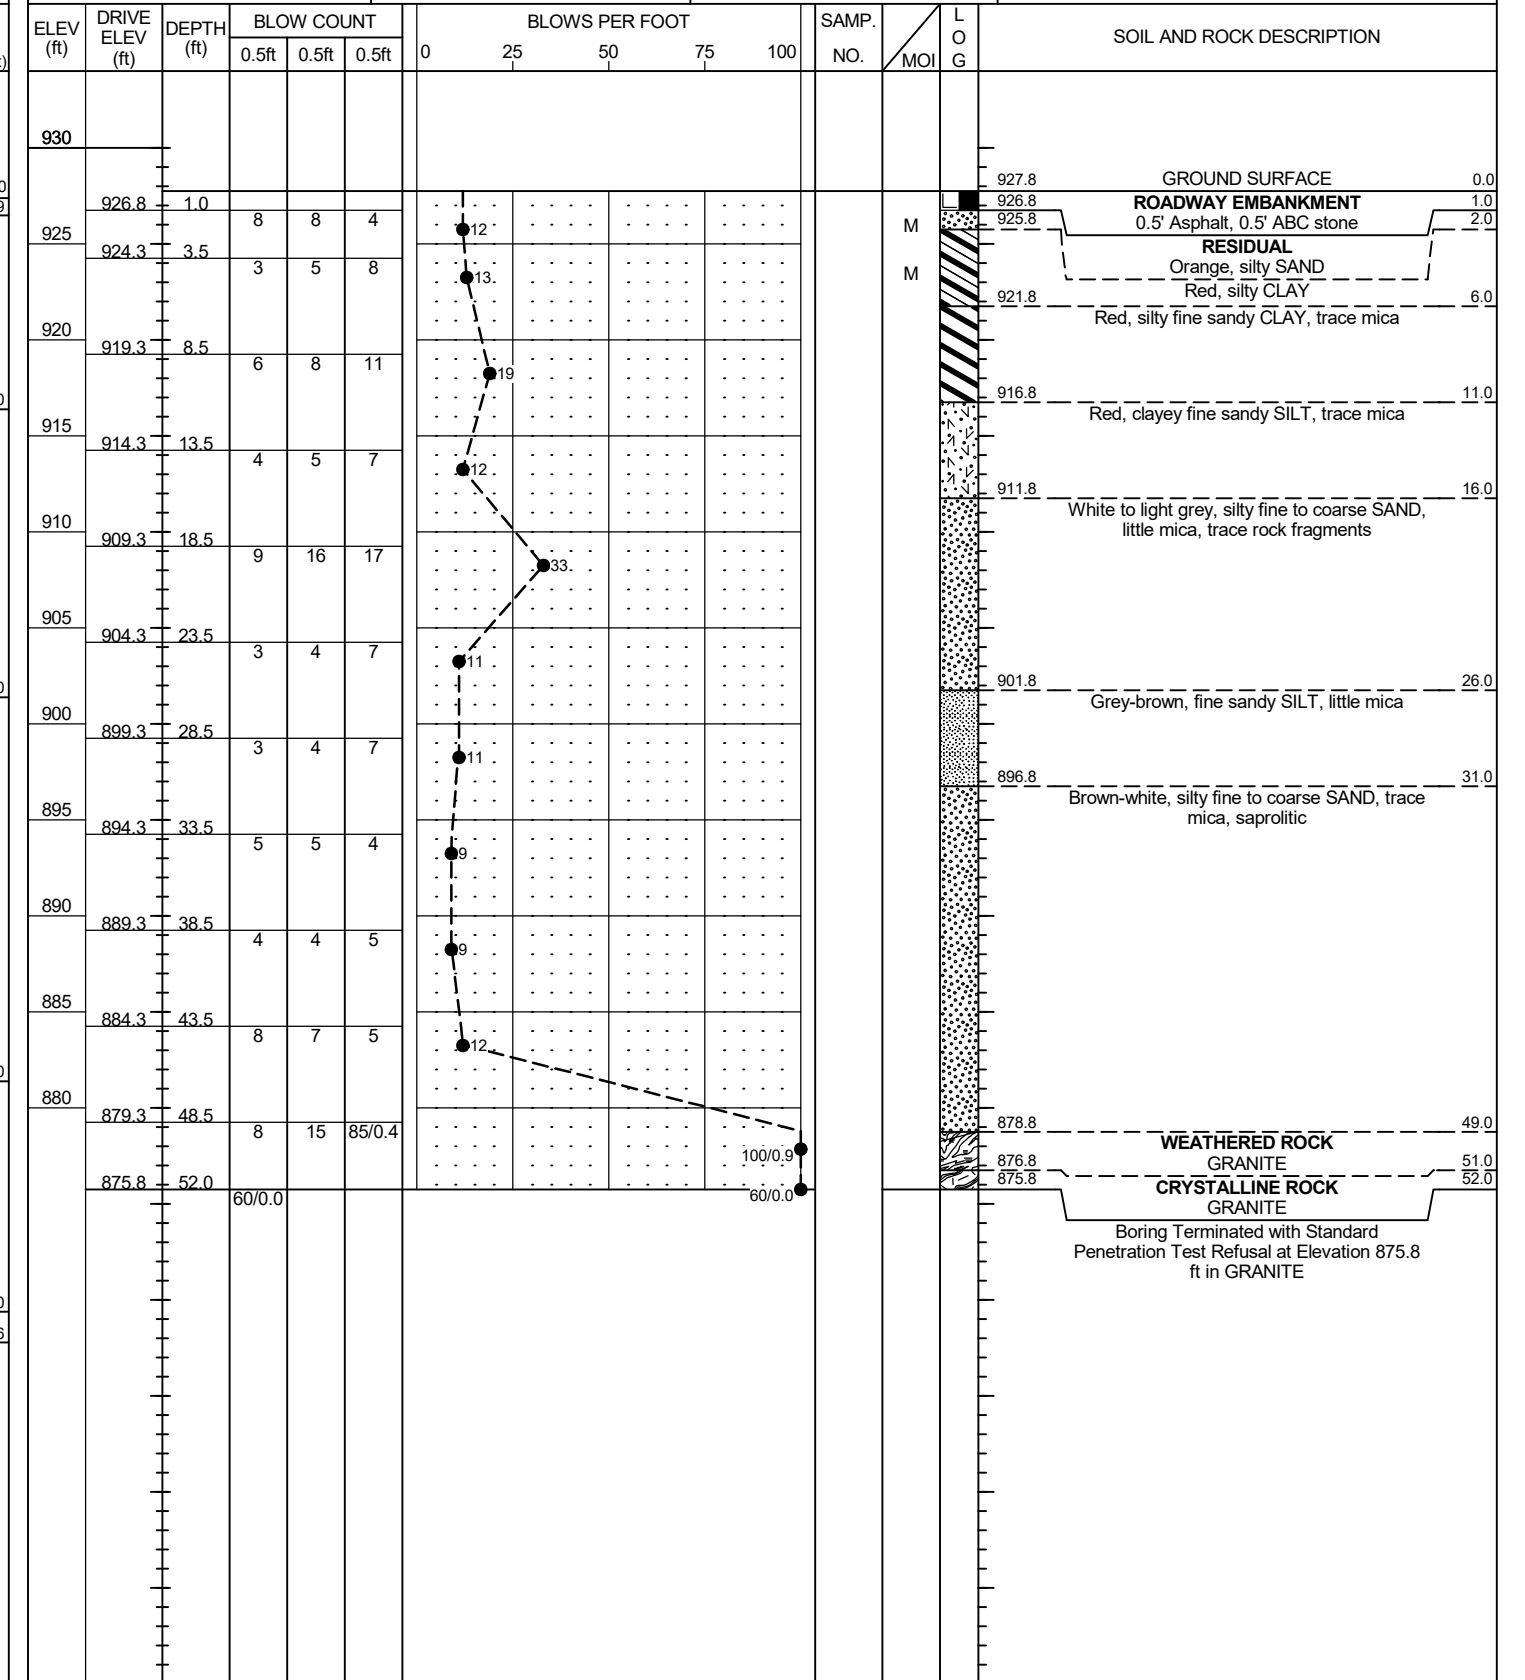 ELEV (ft) DRIVE ELEV (ft) DEPTH (ft) BLOW COUNT BLOWS PER FOOT SAMP. NO. MOI LOG SOIL AND ROCK DESCRIPTION
0.5ft 0.5ft 0.5ft 0 25 50 75 100
930
927.8 GROUND SURFACE 0.0
926.8 1.0 926.8 ROADWAY EMBANKMENT 1.0
8 8 4 12 M 925.8 0.5' Asphalt, 0.5' ABC stone 2.0
925
RESIDUAL
924.3 3.5
3 5 8 13 M Orange, silty SAND
Red, silty CLAY
921.8 6.0
Red, silty fine sandy CLAY, trace mica
920
919.3 8.5
6 8 11 19
916.8 11.0
Red, clayey fine sandy SILT, trace mica
915
914.3 13.5
4 5 7 12
911.8 16.0
White to light grey, silty fine to coarse SAND,
little mica, trace rock fragments
910
909.3 18.5
9 16 17 33
905
904.3 23.5
3 4 7 11
901.8 26.0
Grey-brown, fine sandy SILT, little mica
900
899.3 28.5
3 4 7 11
896.8 31.0
Brown-white, silty fine to coarse SAND, trace
mica, saprolitic
895
894.3 33.5
5 5 4 9
890
889.3 38.5
4 4 5 9
885
884.3 43.5
8 7 5 12
880
879.3 48.5
878.8 49.0
8 15 85/0.4
WEATHERED ROCK
100/0.9
876.8 GRANITE 51.0
875.8 52.0 875.8 52.0
CRYSTALLINE ROCK
60/0.0 60/0.0
GRANITE
Boring Terminated with Standard
Penetration Test Refusal at Elevation 875.8
ft in GRANITE